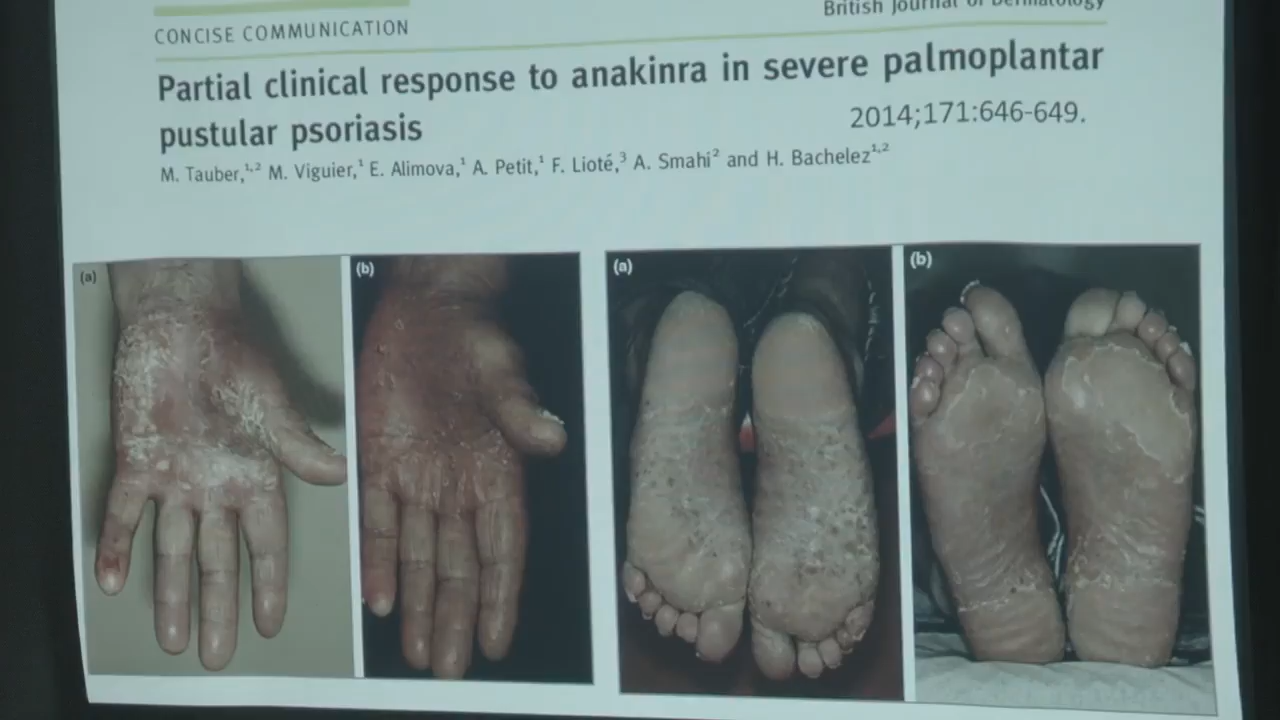 British Journal of Dermatology
CONCISE COMMUNICATION
Partial clinical response to anakinra in severe palmoplantar
pustular psoriasis
2014;171:646-649.
M. Tauber,¹,² M. Viguier,¹ E. Alimova,¹ A. Petit,¹ F. Lioté,³ A. Smahi² and H. Bachelez¹,²
(a)
(b)
(a)
(b)